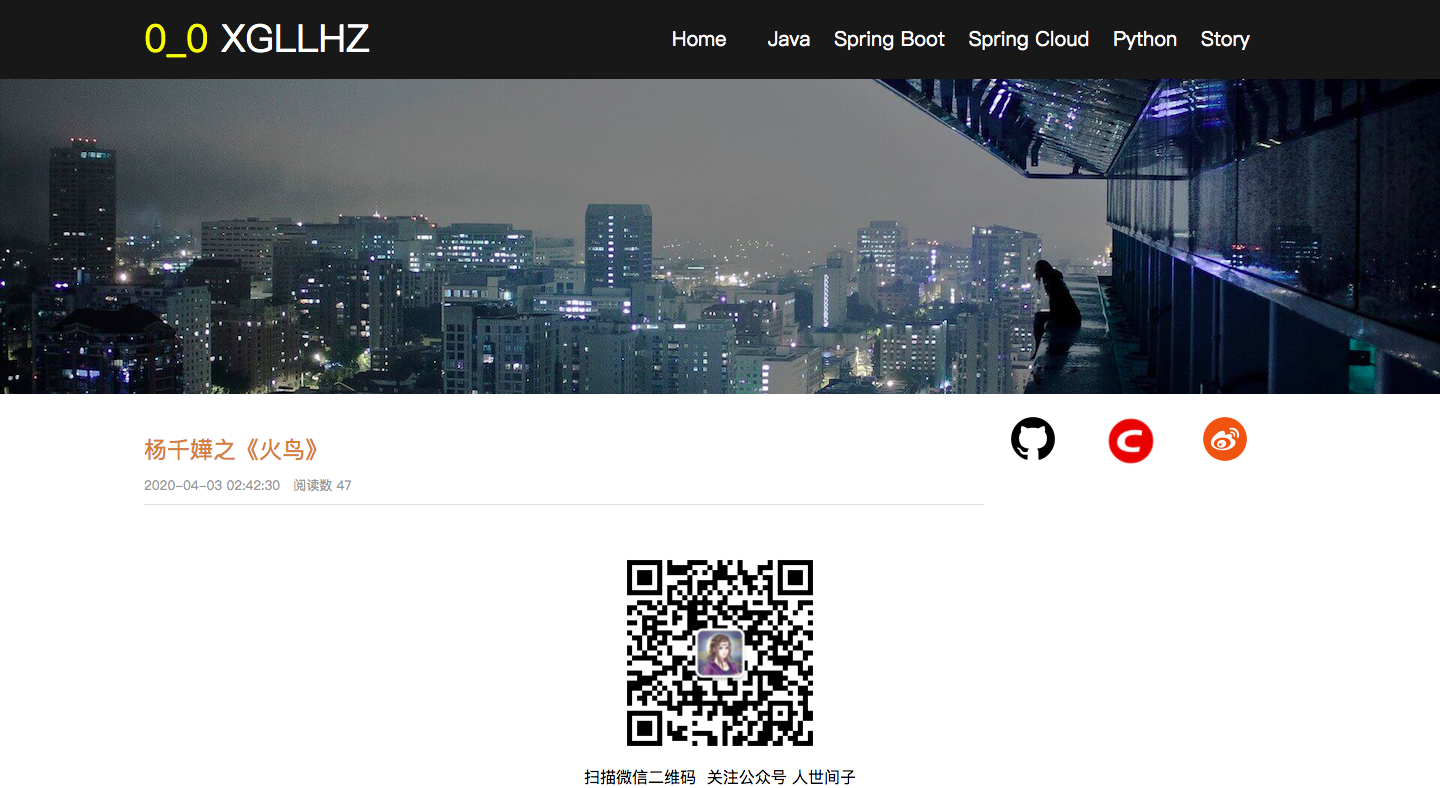 0_0 XGLLHZ
Home Java Spring Boot Spring Cloud Python Story
杨千嬅之《火鸟》
2020-04-03 02:42:30 阅读数 47
扫描微信二维码 关注公众号 人世间子